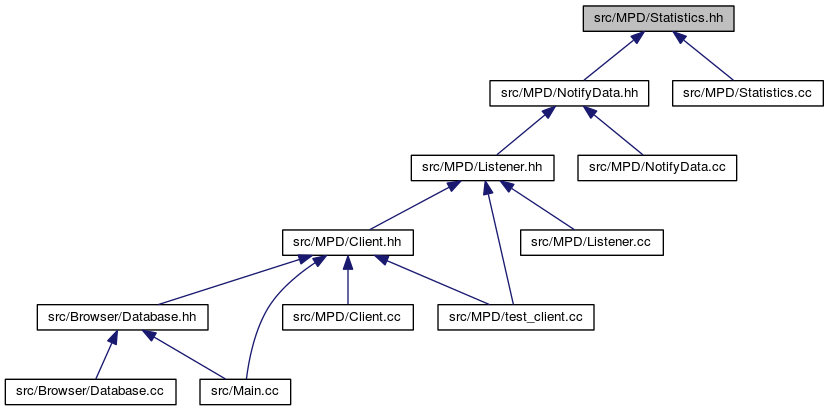 src/MPD/Statistics.hh
src/MPD/NotifyData.hh
src/MPD/Statistics.cc
src/MPD/Listener.hh
src/MPD/NotifyData.cc
src/MPD/Client.hh
src/MPD/Listener.cc
src/Browser/Database.hh
src/MPD/Client.cc
src/MPD/test_client.cc
src/Browser/Database.cc
src/Main.cc